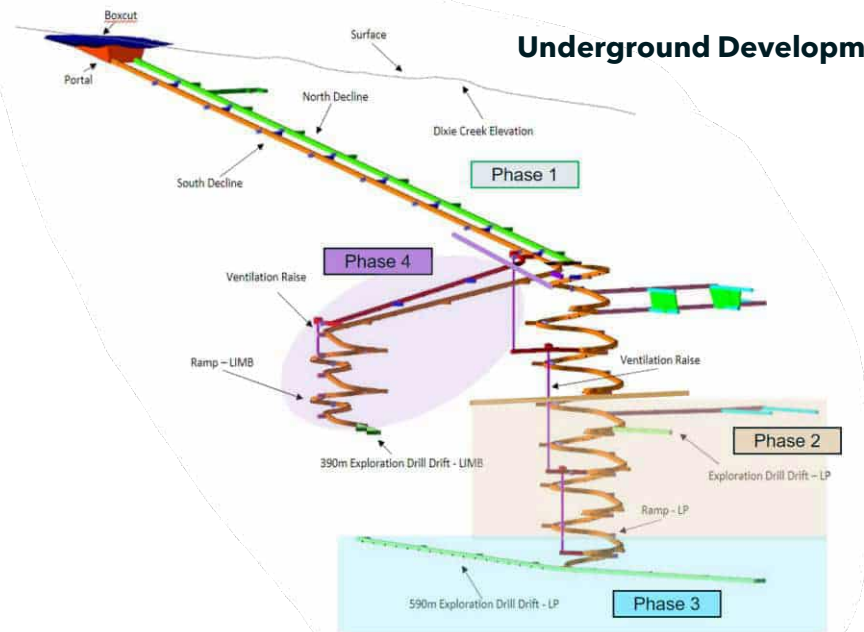 Boxcut
Surface
Underground Developm
Portal
North Decline
Dixie Creek Elevation
South Decline
Phase 1
Phase 4
Ventilation Raise
Ramp – LIMB
Ventilation Raise
Phase 2
390m Exploration Drill Drift - LIMB
Exploration Drill Drift – LP
Ramp - LP
590m Exploration Drill Drift - LP
Phase 3